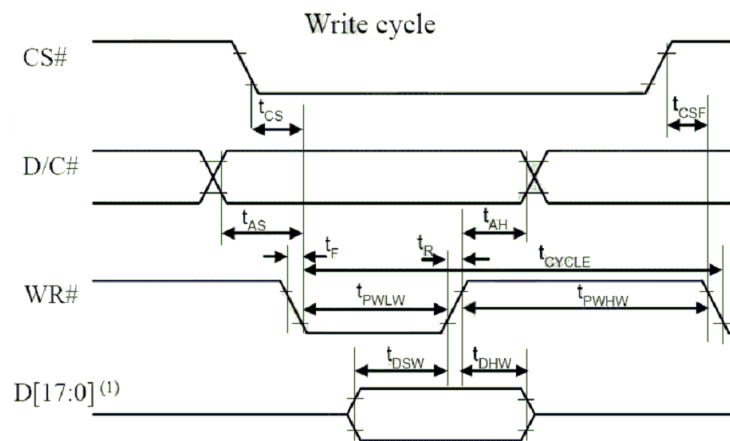 Write cycle
CS#
tCS
tCSF
D/C#
tAS
tF
tR
tAH
tCYCLE
WR#
tPWLW
tPWHW
tDSW
tDHW
D[17:0](1)